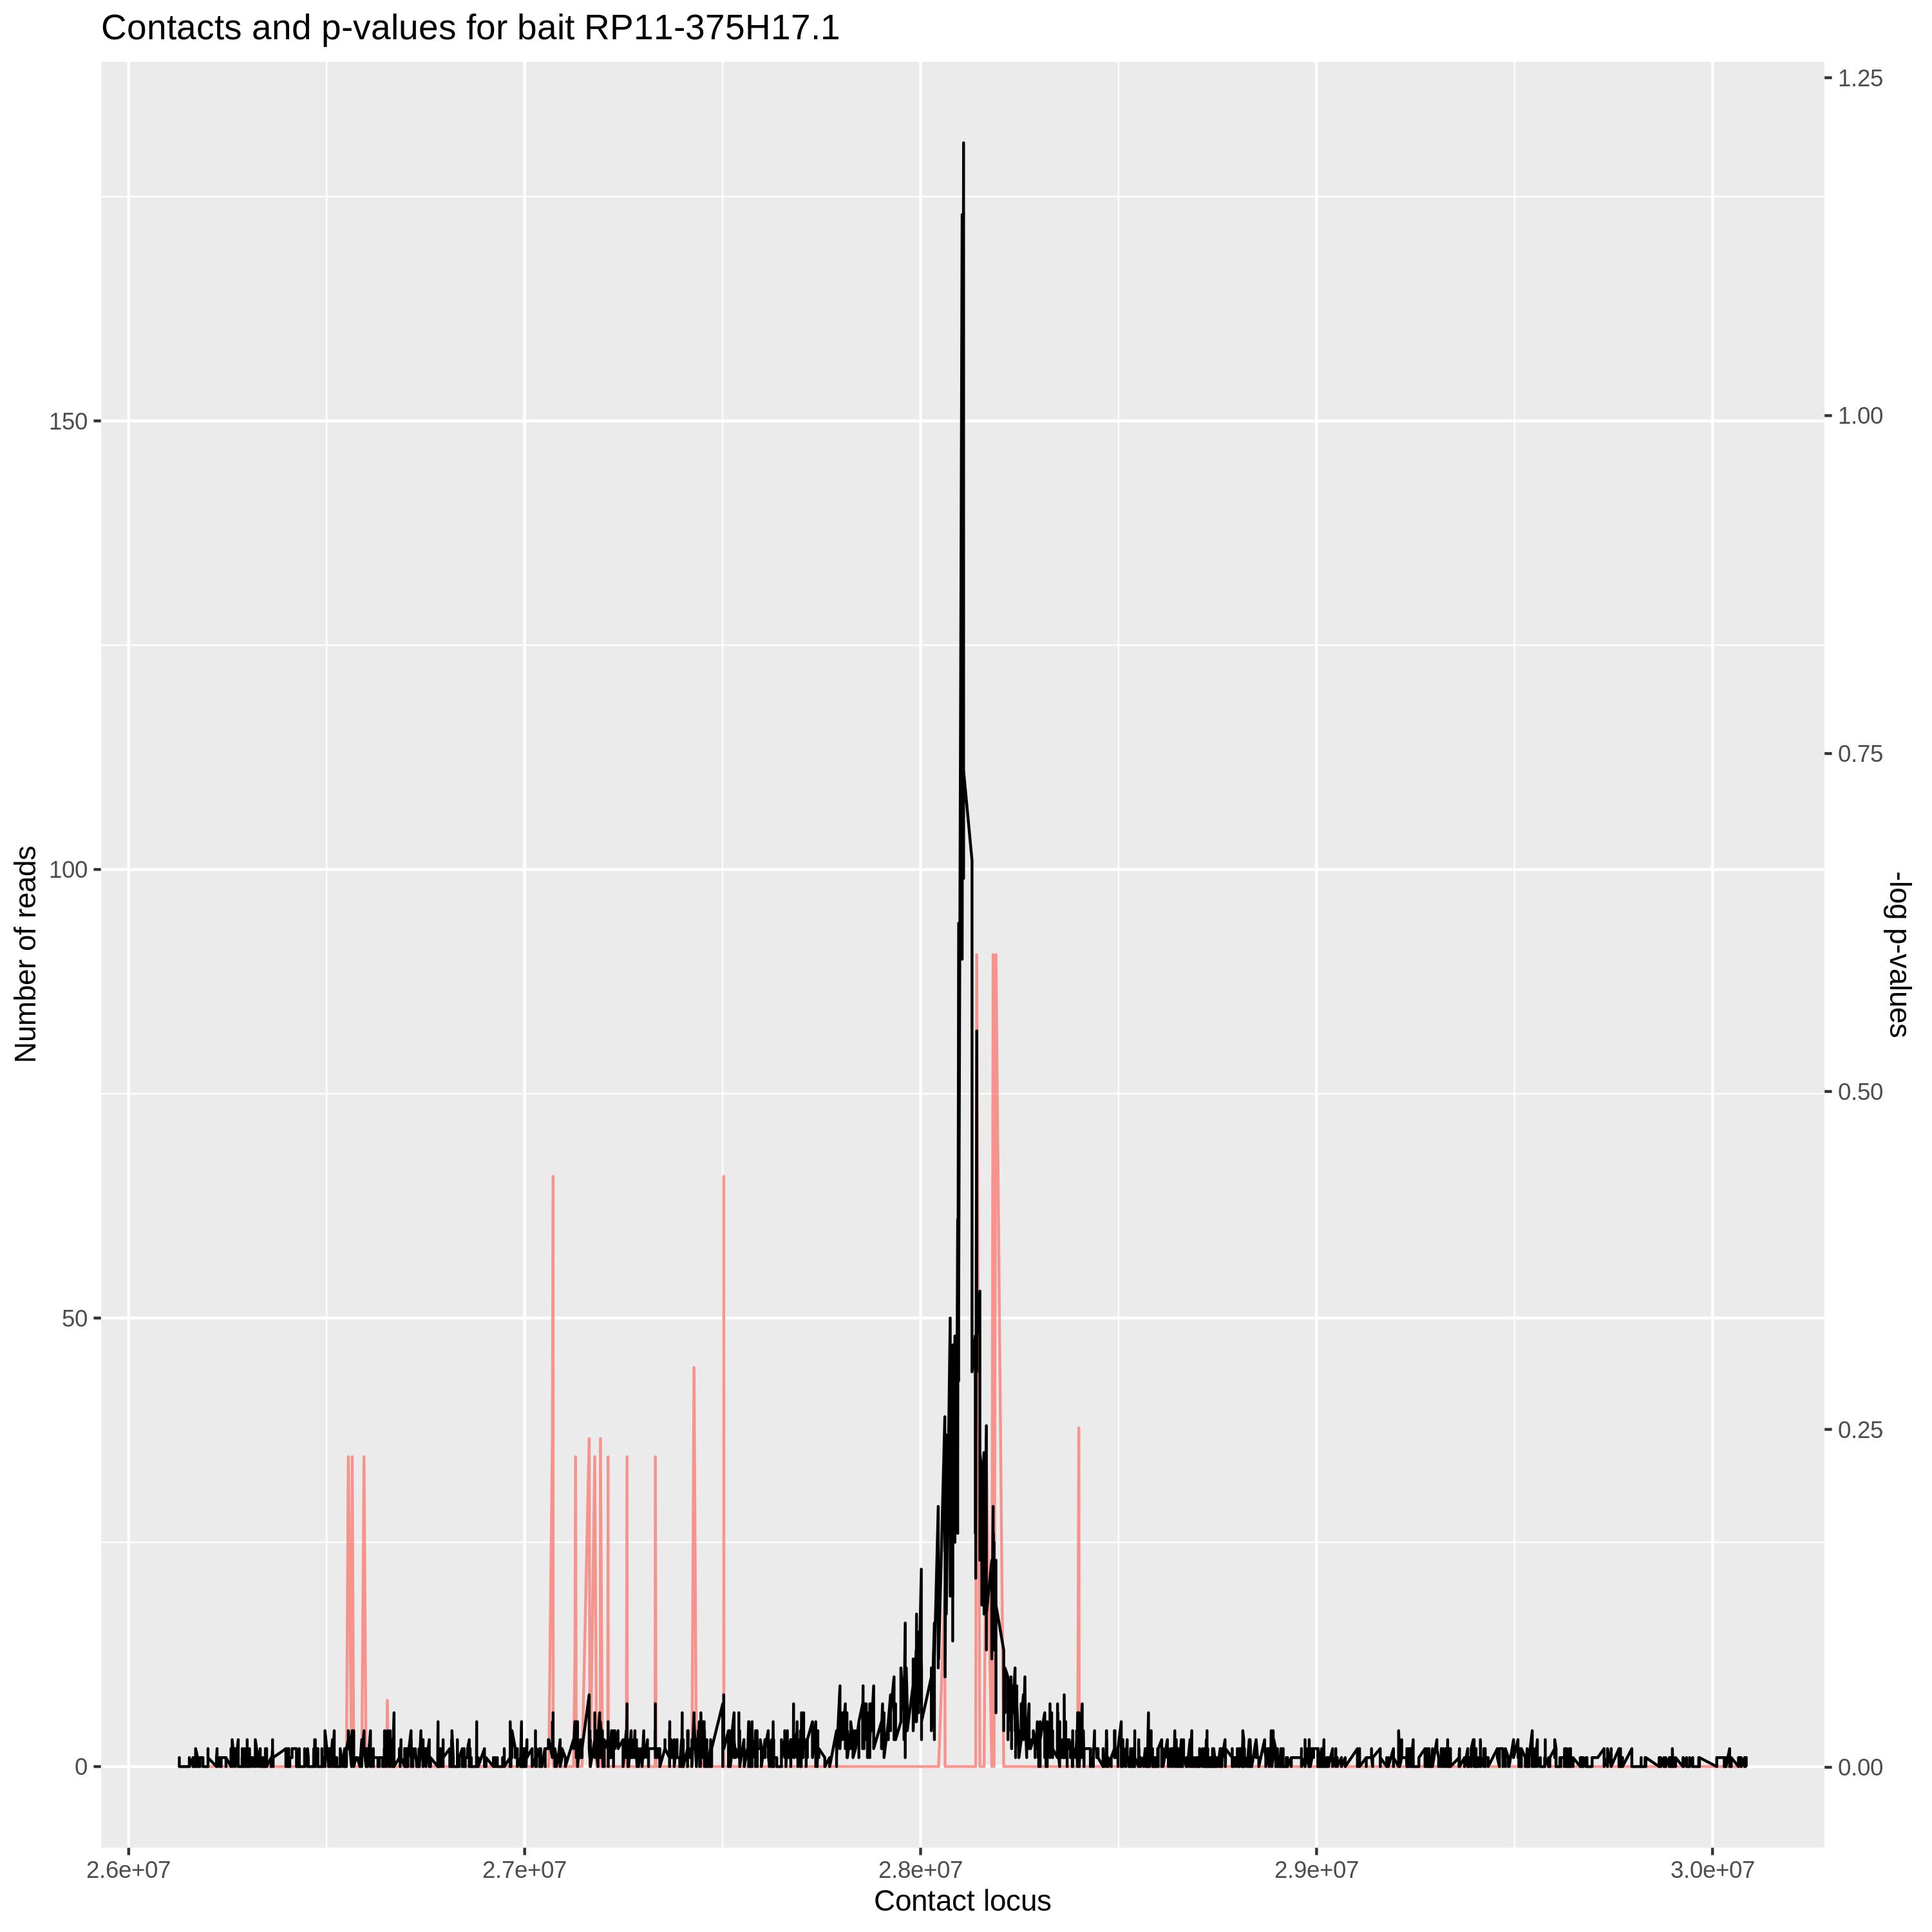 Contacts and p-values for bait RP11-375H17.1
1.25
150
1.00
0.75
100
Number of reads
-log p-values
0.50
50
0.25
0
0.00
2.6e+07 2.7e+07 2.8e+07 2.9e+07 3.0e+07
Contact locus